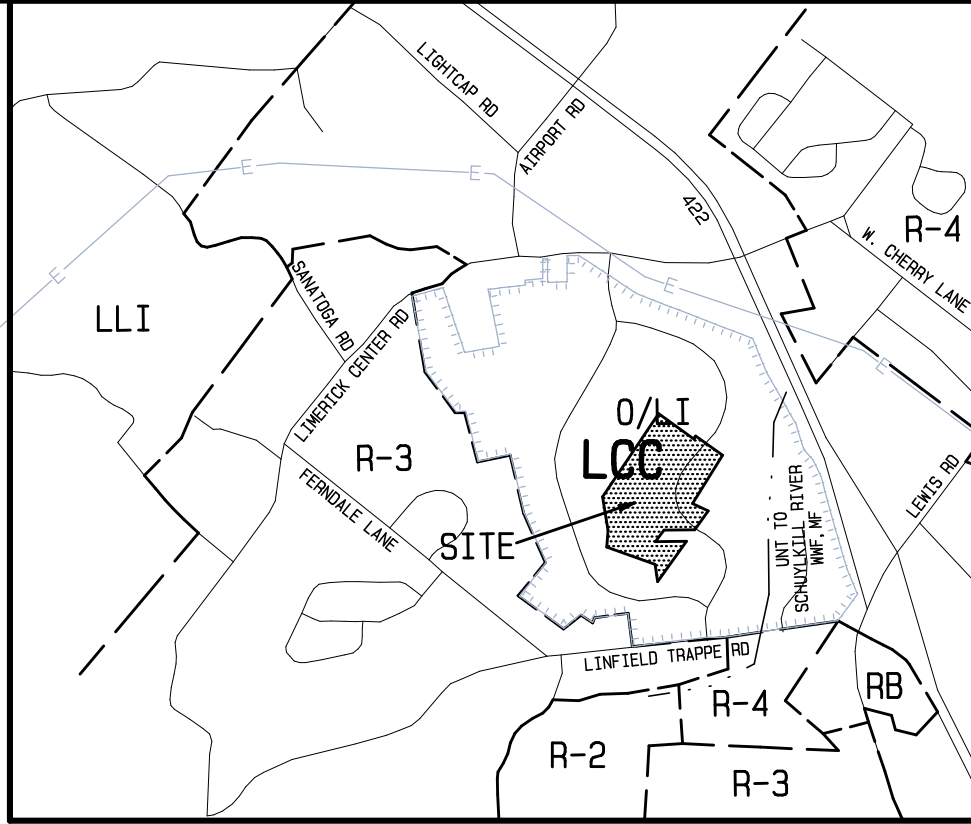 LIGHTCAP RD
AIRPORT RD
E
E
422
R-4
W. CHERRY LANE
E
E
LLI
SANATOGA RD
LIMERICK CENTER RD
E
O/LI
LCC
R-3
FERNDALE LANE
LEWIS RD
SITE
UNT TO
SCHUYLKILL RIVER
WWF, MF
LINFIELD TRAPPE RD
RB
R-4
R-2
R-3